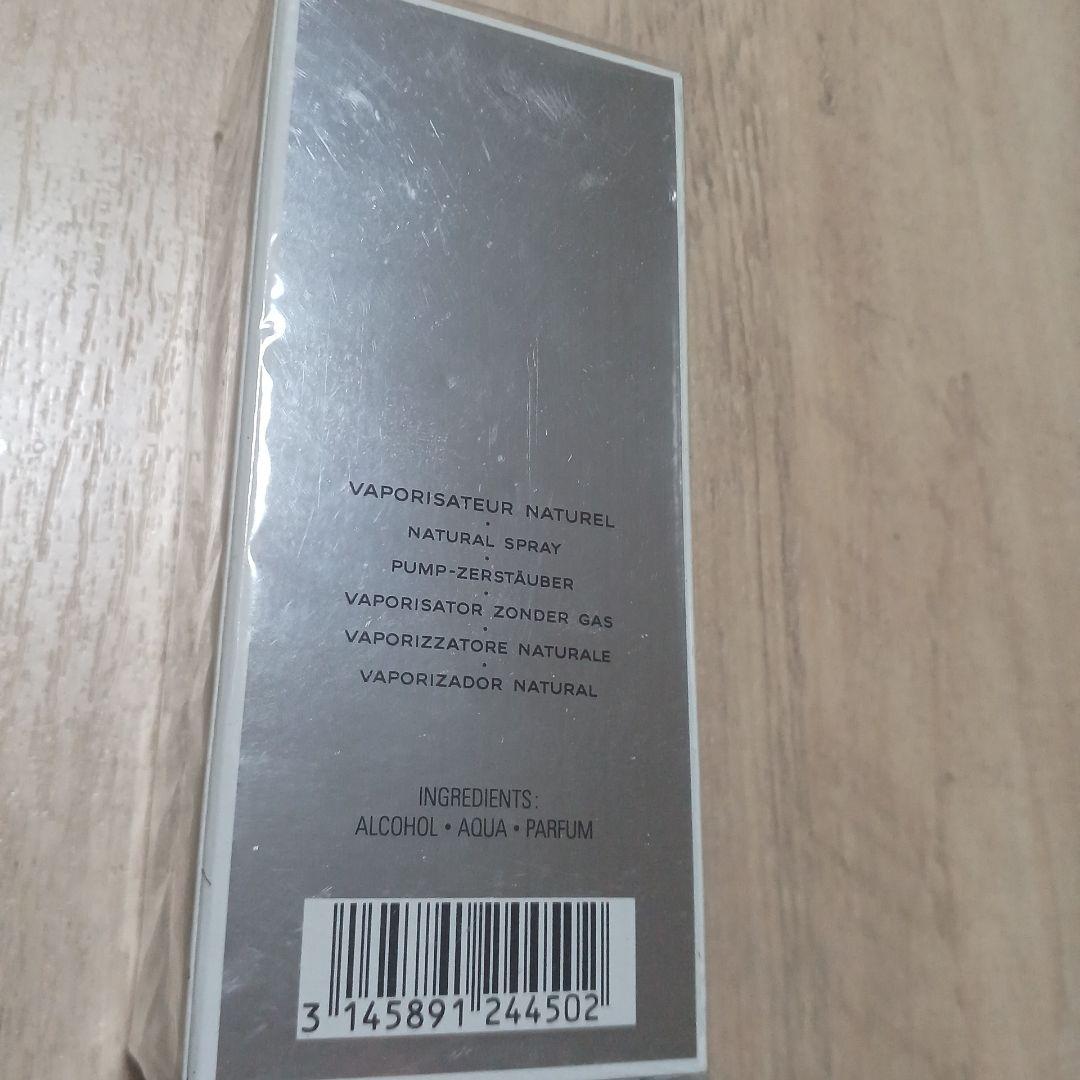 VAPORISATEUR NATUREL
•
NATURAL SPRAY
•
PUMP-ZERSTÄUBER
•
VAPORISATOR ZONDER GAS
•
VAPORIZZATORE NATURALE
•
VAPORIZADOR NATURAL
INGREDIENTS:
ALCOHOL • AQUA • PARFUM
3 145891 244502